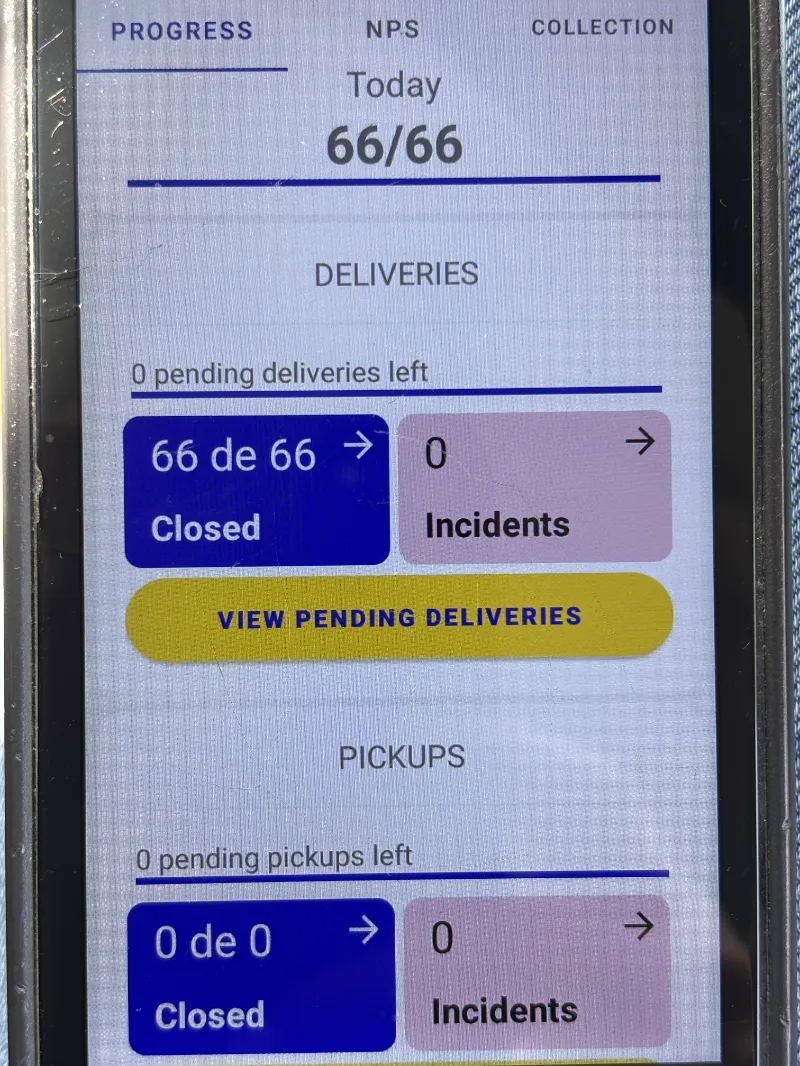 PROGRESS NPS COLLECTION
Today
66/66
DELIVERIES
0 pending deliveries left
66 de 66 0
Closed Incidents
VIEW PENDING DELIVERIES
PICKUPS
0 pending pickups left
0 de 0 0
Closed Incidents